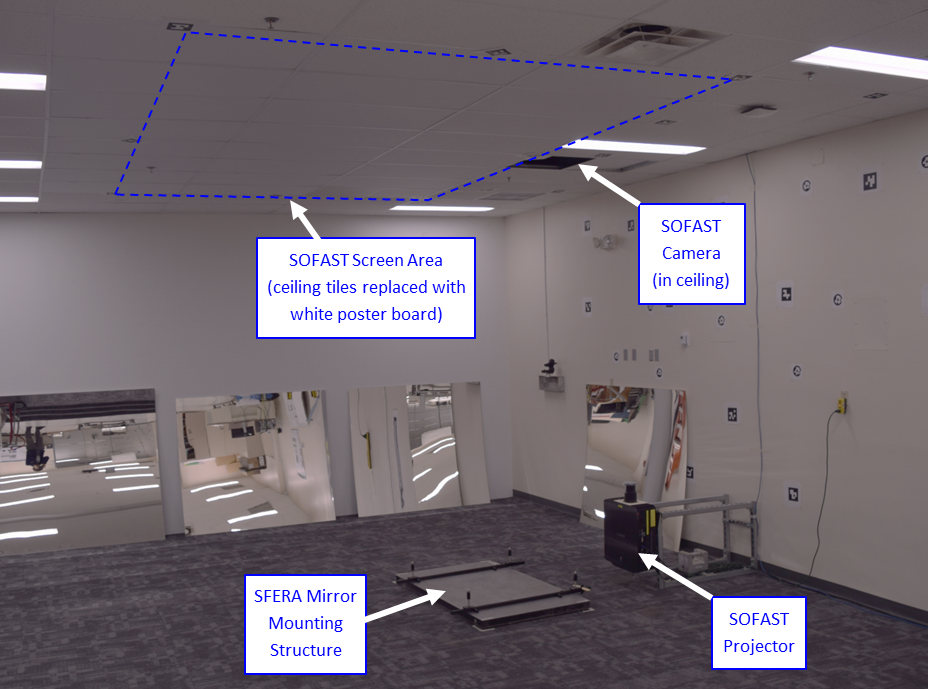 SOFAST
Camera
(in ceiling)
SOFAST Screen Area
(ceiling tiles replaced with
white poster board)
SFERA Mirror
Mounting
Structure
SOFAST
Projector